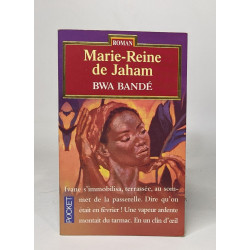 ROMAN
Marie-Reine
de Jaham
BWA BANDÉ
Franz s'immobilisa, terrassée, au som-
met de la passerelle. Dire qu'on
était en février ! Une vapeur ardente
montait du tarmac. En un clin d'œil
POCKET